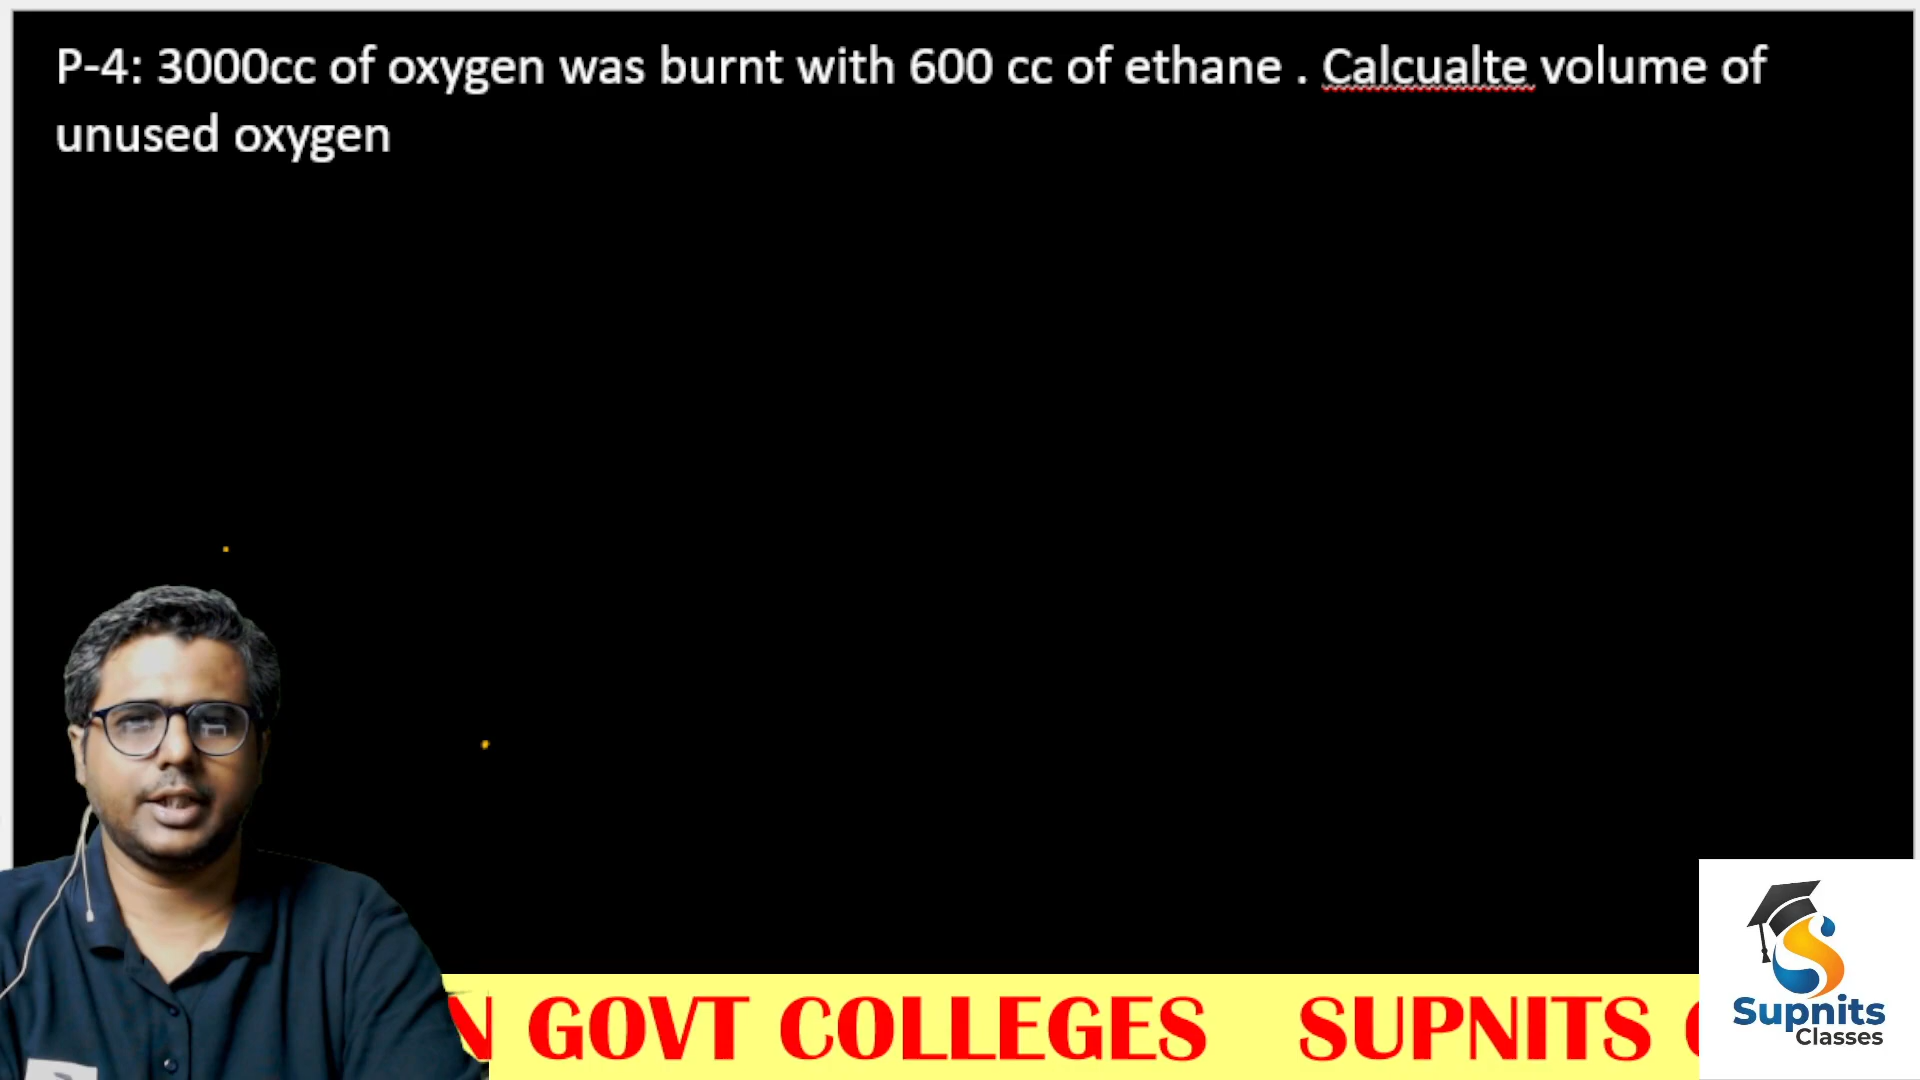 P-4: 3000cc of oxygen was burnt with 600 cc of ethane . Calcualte volume of
unused oxygen
N GOVT COLLEGES SUPNITS
Supnits
Classes